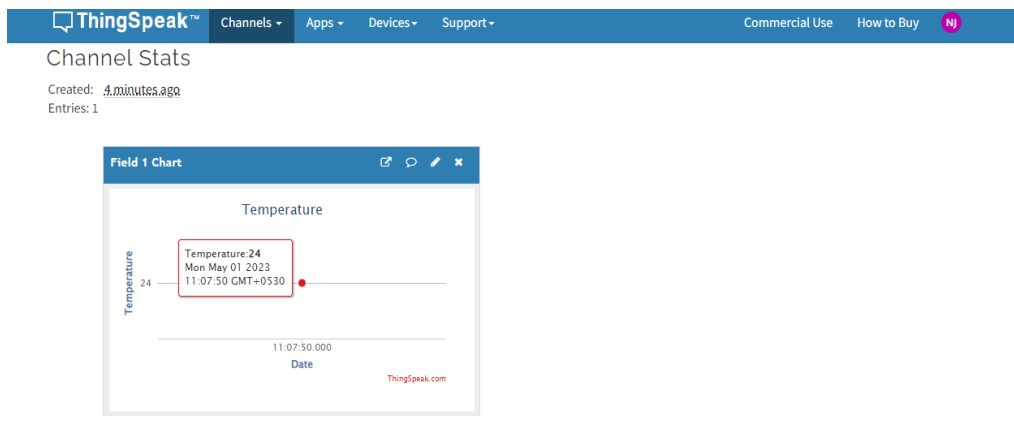 ThingSpeak™ Channels Apps Devices Support Commercial Use How to Buy NJ
Channel Stats
Created: 4 minutes ago
Entries: 1
Field 1 Chart
Temperature
Temperature
24
Temperature:24
Mon May 01 2023
11:07:50 GMT+0530
11:07:50.000
Date
ThingSpeak.com